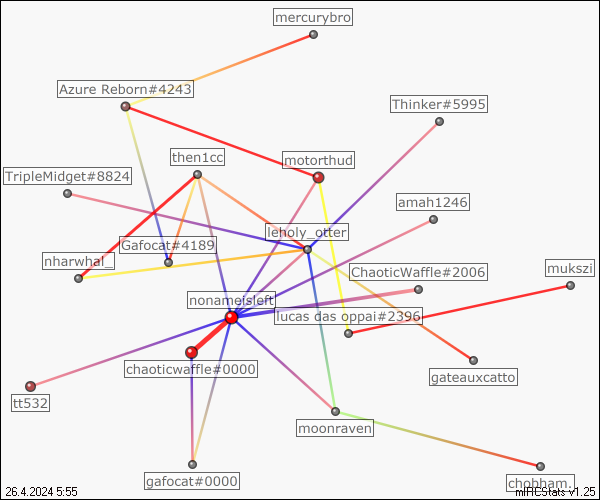 mercurybro
Azure Reborn#4243
Thinker#5995
then1cc
motorthud
TripleMidget#8824
amah1246
leholy_otter
Gafocat#4189
nharwhal_
ChaoticWaffle#2006
mukszi
nonameisleft
lucas das oppai#2396
chaoticwaffle#0000
gateauxcatto
tt532
moonraven
gafocat#0000
chobham.
26.4.2024 5:55
mIRCStats v1.25